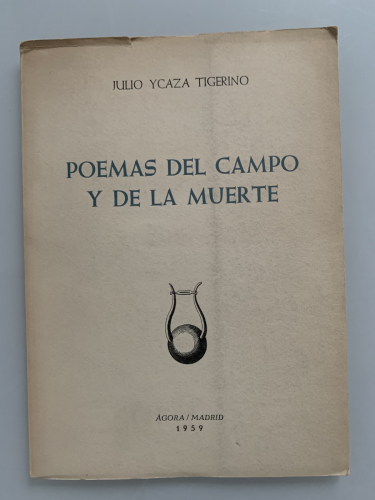 JULIO YCAZA TIGERINO
POEMAS DEL CAMPO
Y DE LA MUERTE
ÁGORA / MADRID
1959